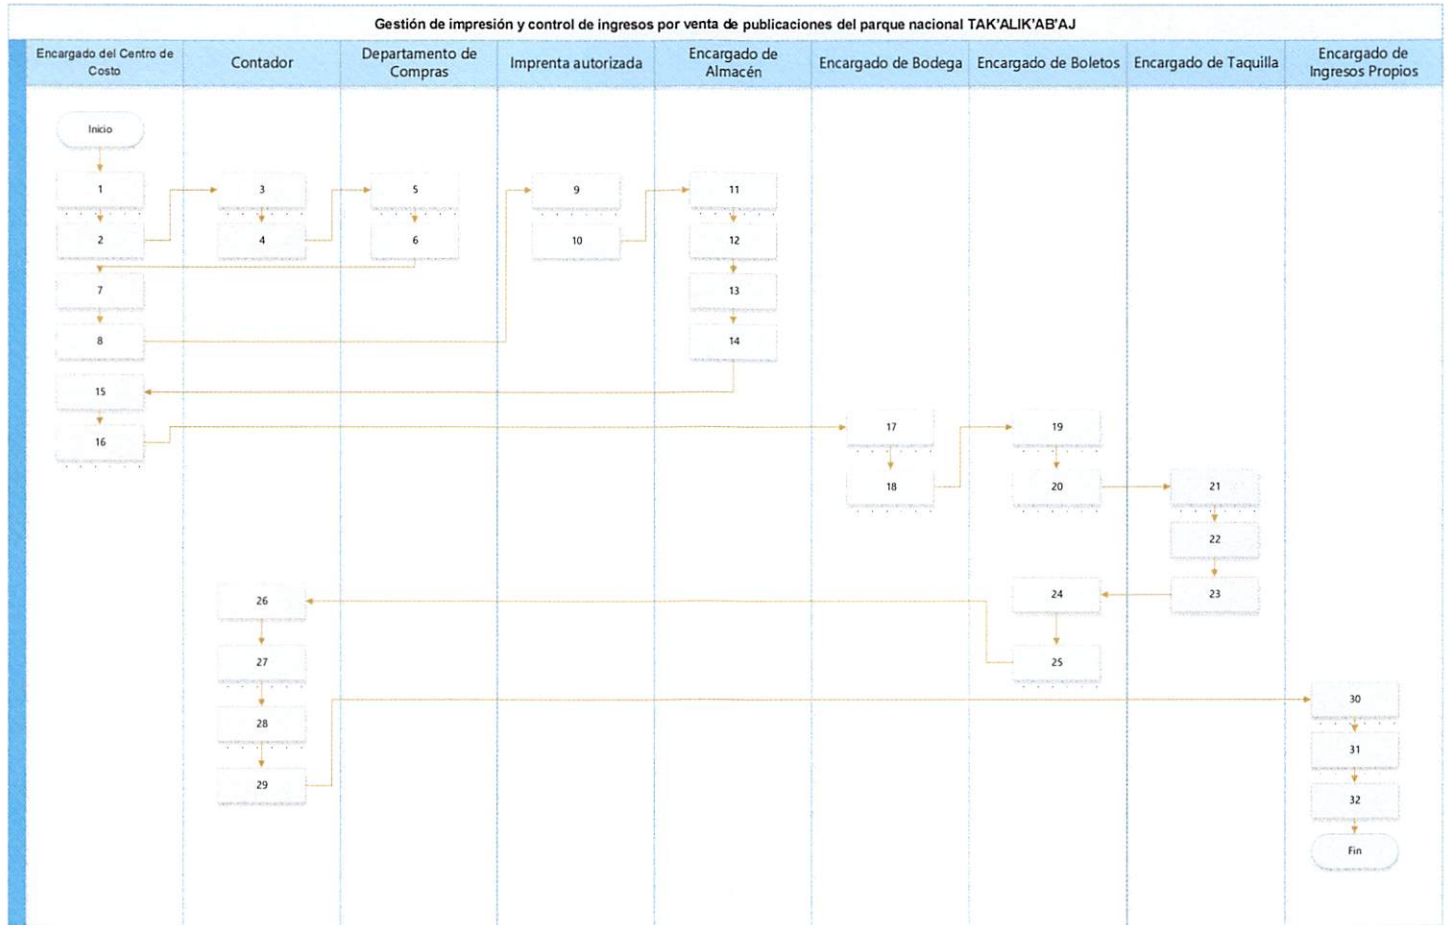 Gestión de impresión y control de ingresos por venta de publicaciones del parque nacional TAK'ALIK'AB'AJ
Encargado del Centro de
Costo
Contador
Departamento de
Compras
Imprenta autorizada
Encargado de
Almacén
Encargado de Bodega
Encargado de Boletos
Encargado de Taquilla
Encargado de
Ingresos Propios
Inicio
1
3
5
9
11
2
4
6
10
12
7
13
8
14
15
16
17
19
18
20
21
22
26
24
23
27
25
28
30
29
31
32
Fin